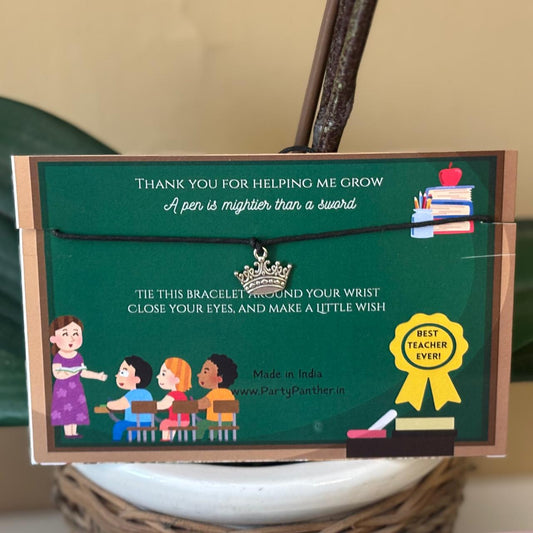 THANK YOU FOR HELPING ME GROW
A pen is mightier than a sword
TIE THIS BRACELET AROUND YOUR WRIST
CLOSE YOUR EYES, AND MAKE A LITTLE WISH
BEST
TEACHER
EVER!
Made in India
www.PartyPanther.in